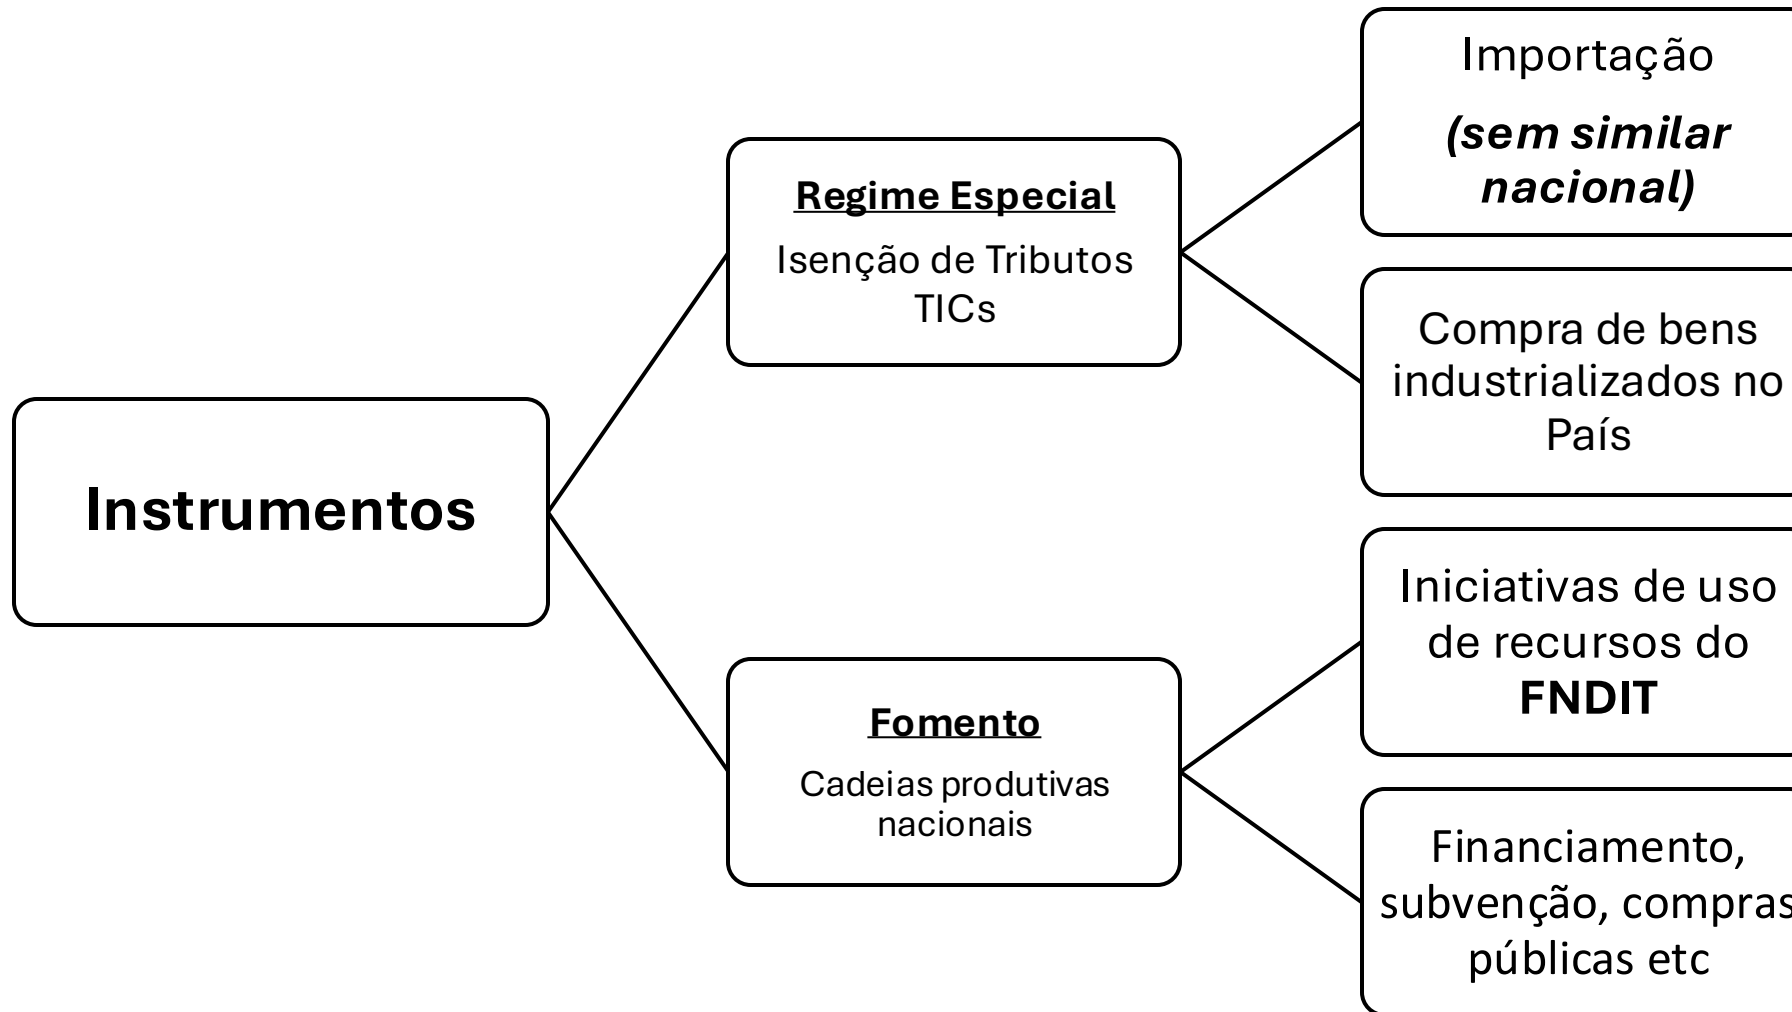 Instrumentos
Regime Especial
Isenção de Tributos
TICs
Importação
(sem similar
nacional)
Compra de bens
industrializados no
País
Fomento
Cadeias produtivas
nacionais
Iniciativas de uso
de recursos do
FNDIT
Financiamento,
subvenção, compras
públicas etc